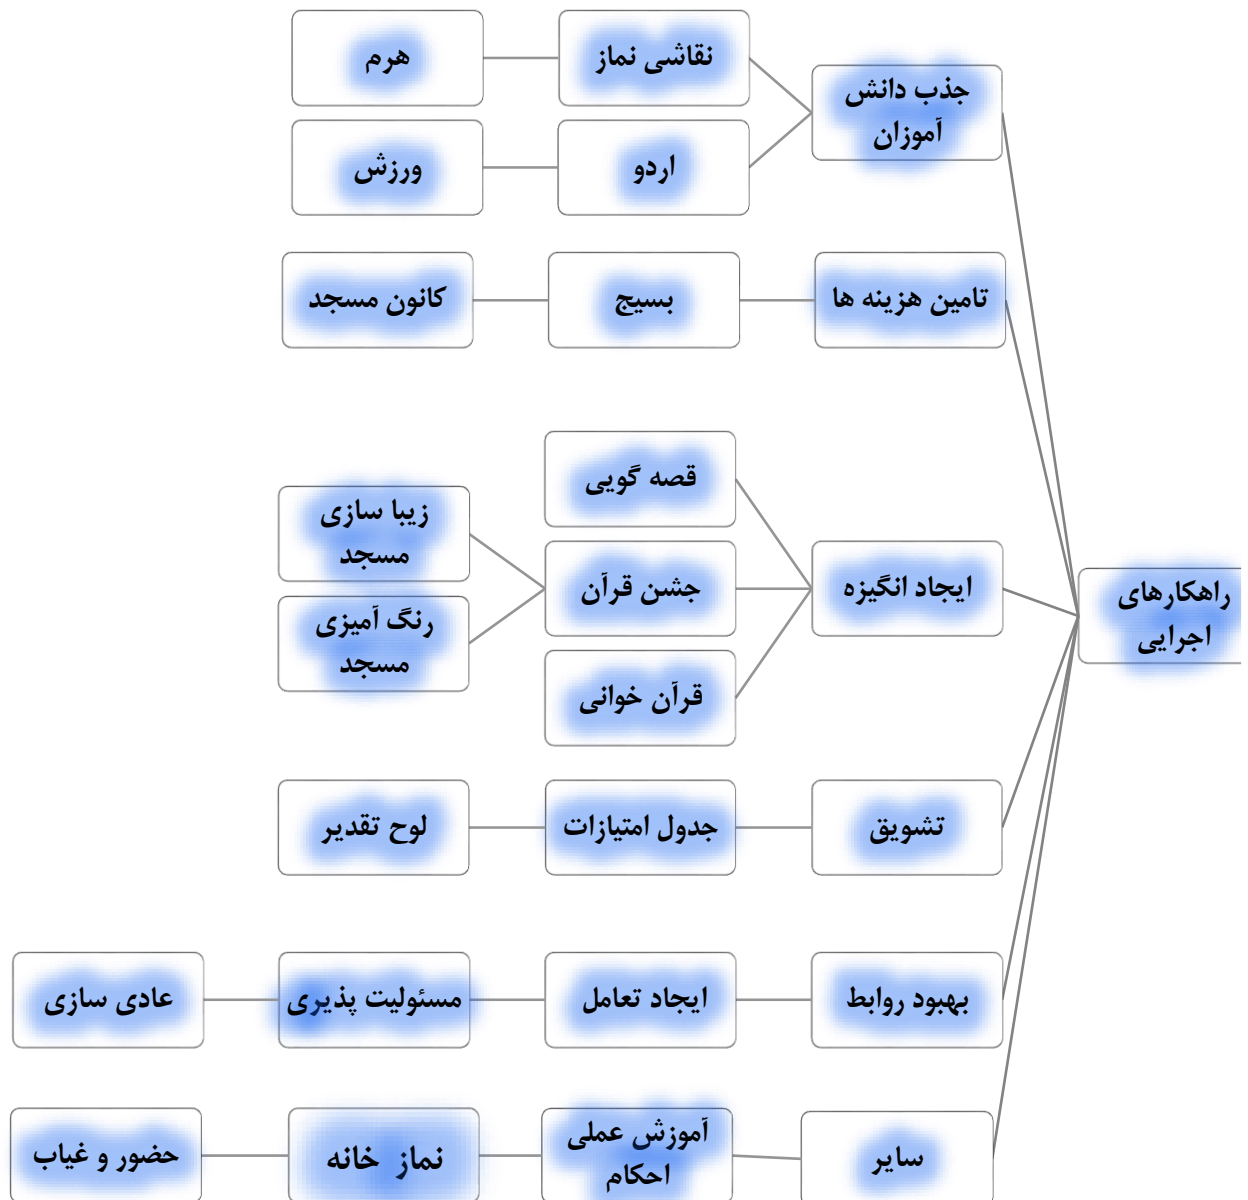 راهکارهای
اجرایی
جذب دانش
آموزان
نقاشی نماز
هرم
اردو
ورزش
تامین هزینه ها
بسیج
کانون مسجد
ایجاد انگیزه
قصه گویی
جشن قرآن
زیبا سازی
مسجد
رنگ آمیزی
مسجد
قرآن خوانی
تشویق
جدول امتیازات
لوح تقدیر
بهبود روابط
ایجاد تعامل
مسئولیت پذیری
عادی سازی
سایر
آموزش عملی
احکام
نماز خانه
حضور و غیاب